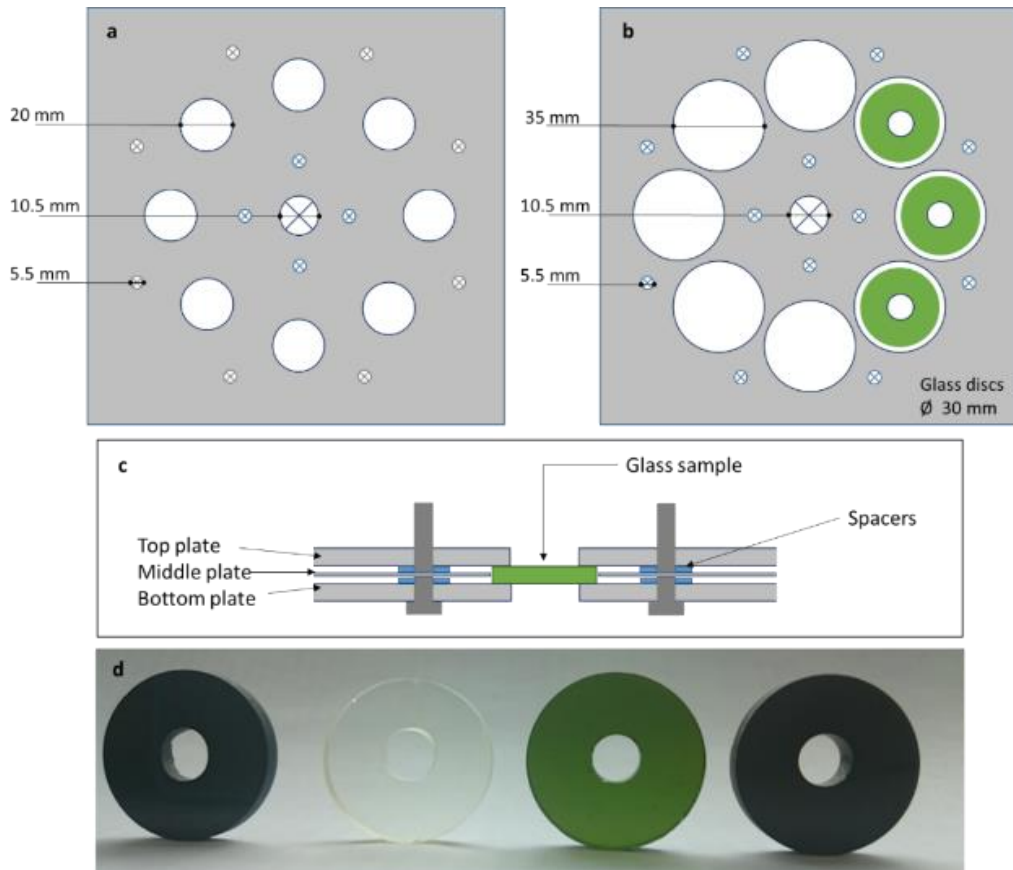 a
20 mm
10.5 mm
5.5 mm
b
35 mm
10.5 mm
5.5 mm
Glass discs
Ø 30 mm
c
Glass sample
Spacers
Top plate
Middle plate
Bottom plate
d